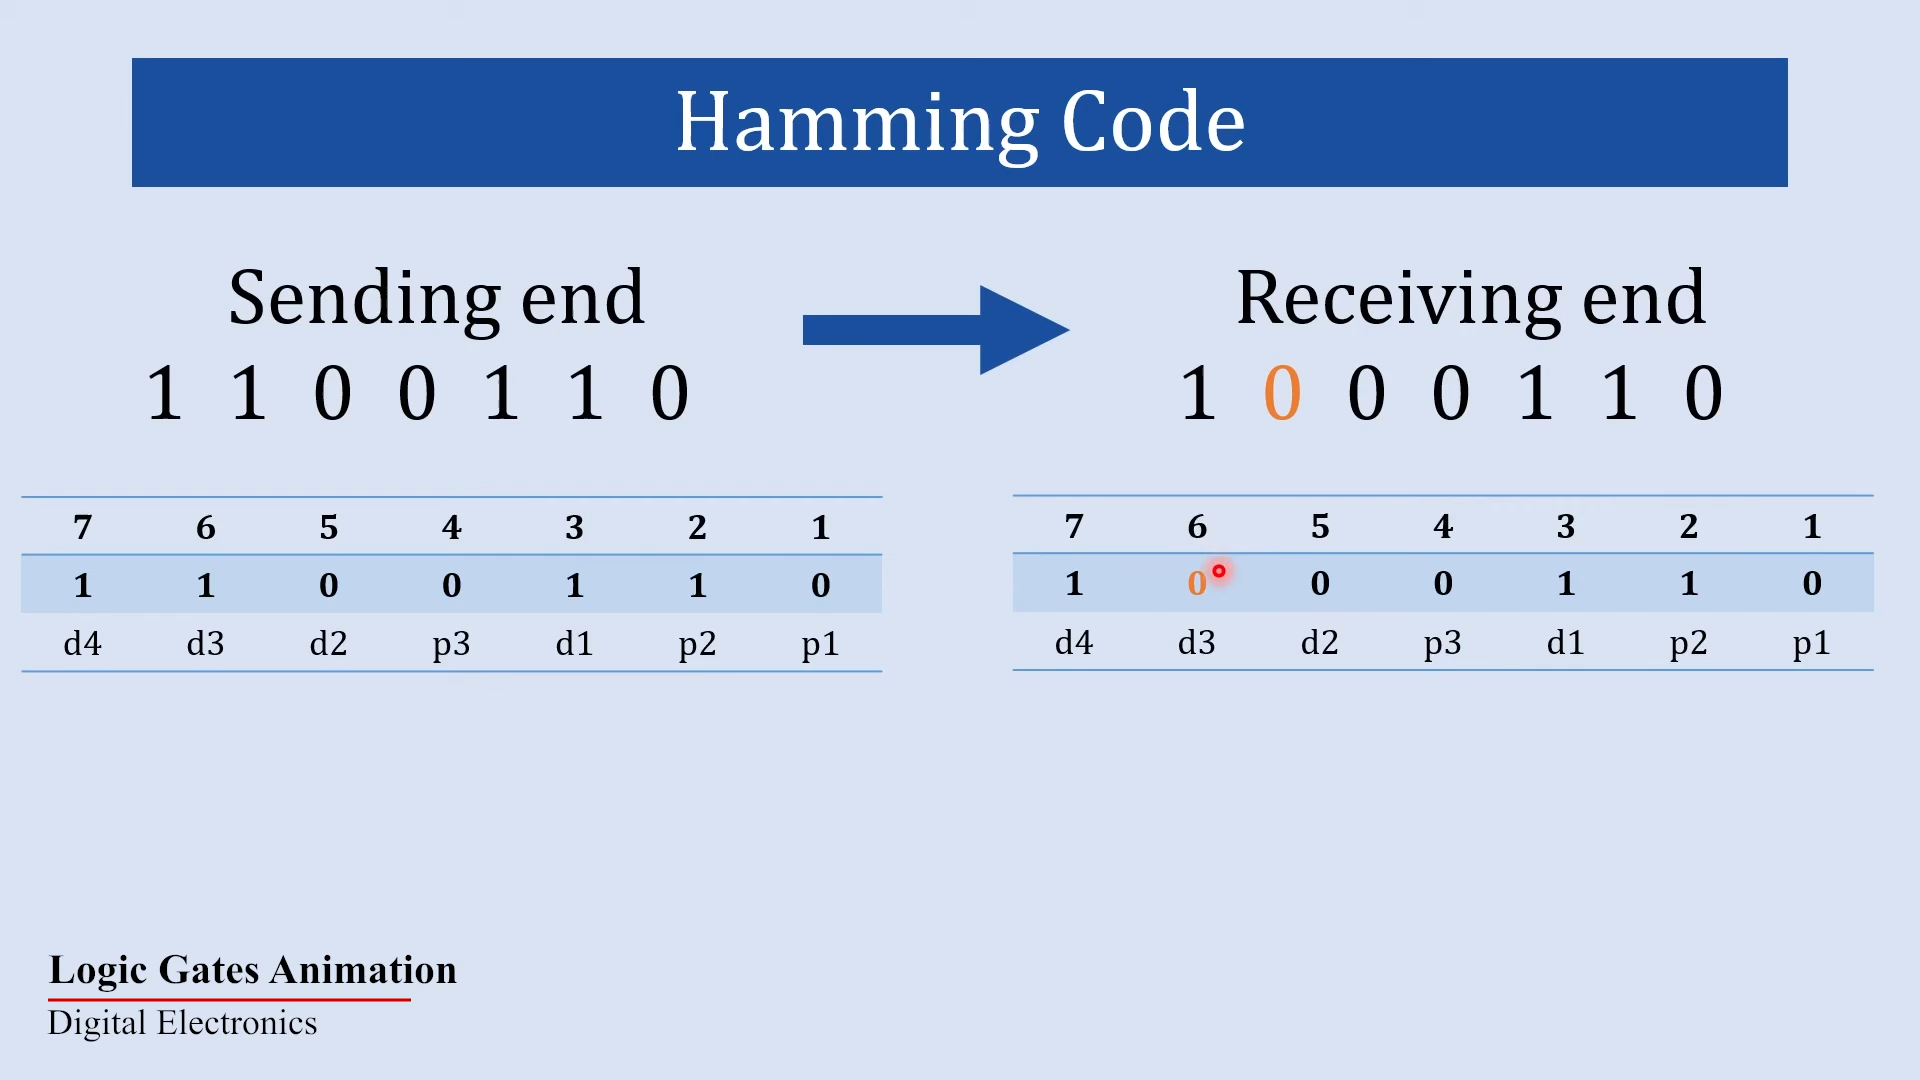 Hamming Code
Sending end
1 1 0 0 1 1 0
Receiving end
1 0 0 0 1 1 0
7 6 5 4 3 2 1
1 1 0 0 1 1 0
d4 d3 d2 p3 d1 p2 p1
7 6 5 4 3 2 1
1 0 0 0 1 1 0
d4 d3 d2 p3 d1 p2 p1
Logic Gates Animation
Digital Electronics